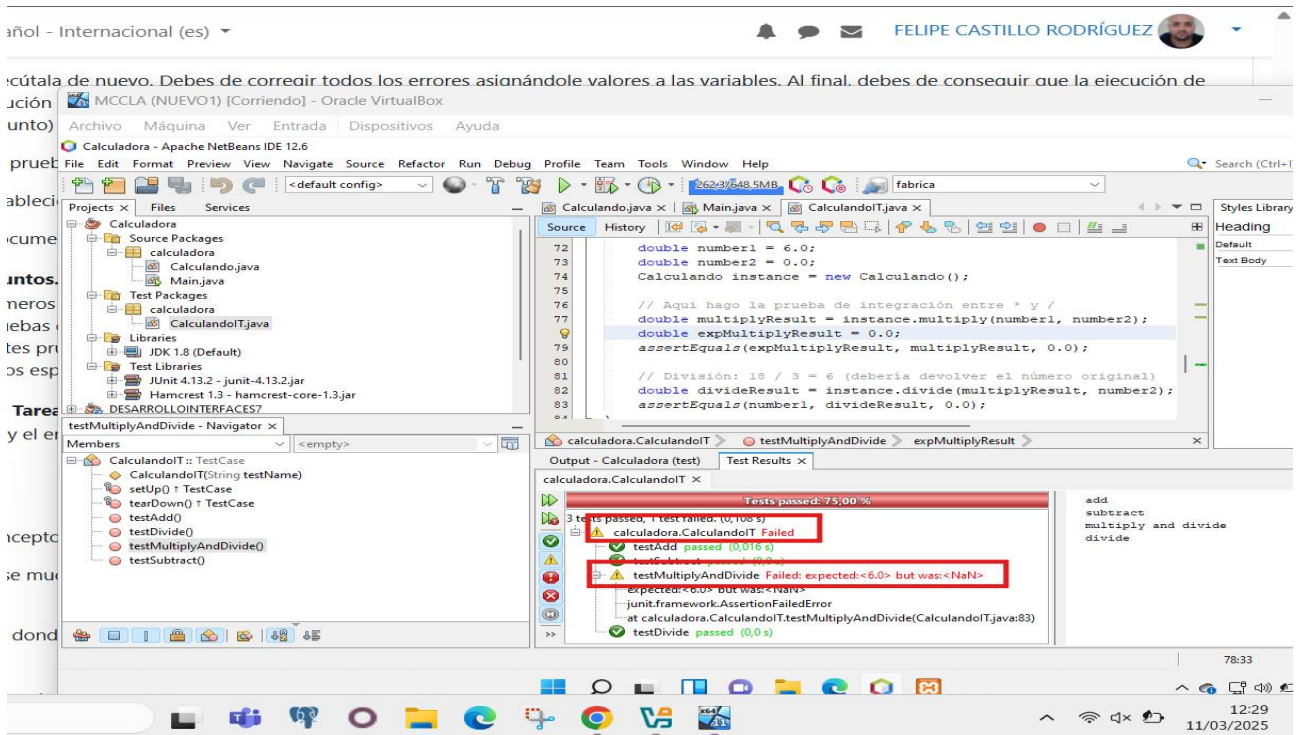 añol - Internacional (es)
FELIPE CASTILLO RODRÍGUEZ
ecútala de nuevo. Debes de corregir todos los errores asignándole valores a las variables. Al final, debes de conseguir que la ejecución de
ución
MCCLA (NUEVO1) [Corriendo] - Oracle VirtualBox
unto)
Archivo Máquina Ver Entrada Dispositivos Ayuda
Calculadora - Apache NetBeans IDE 12.6
prueb
File Edit Format Preview View Navigate Source Refactor Run Debug Profile Team Tools Window Help
Search (Ctrl+I)
<default config>
262,3/648,5MB
fabrica
ableci
Projects × Files Services
Calculando.java × Main.java × CalculandoIT.java ×
Styles Library
Calculadora
Source History
Heading
ocume
Source Packages
72 double number1 = 6.0;
Default
calculadora
73 double number2 = 0.0;
Text Body
Calculando.java
74 Calculando instance = new Calculando();
untos.
Main.java
75
meros
Test Packages
76 // Aqui hago la prueba de integración entre * y /
calculadora
77 double multiplyResult = instance.multiply(number1, number2);
uebas
CalculandoIT.java
double expMultiplyResult = 0.0;
tes pru
Libraries
79 assertEquals(expMultiplyResult, multiplyResult, 0.0);
JDK 1.8 (Default)
80
os esp
Test Libraries
81 // División: 18 / 3 = 6 (debería devolver el número original)
JUnit 4.13.2 - junit-4.13.2.jar
82 double divideResult = instance.divide(multiplyResult, number2);
Hamcrest 1.3 - hamcrest-core-1.3.jar
83 assertEquals(number1, divideResult, 0.0);
Tarea
DESARROLLOINTERFACES7
84 }
y el er
testMultiplyAndDivide - Navigator ×
Members <empty>
calculadora.CalculandoIT testMultiplyAndDivide expMultiplyResult
CalculandoIT :: TestCase
Output - Calculadora (test) Test Results ×
CalculandoIT(String testName)
calculadora.CalculandoIT ×
setUp() ↑ TestCase
Tests passed: 75,00 %
add
tearDown() ↑ TestCase
3 tests passed, 1 test failed. (0,108 s)
subtract
testAdd()
calculadora.CalculandoIT Failed
multiply and divide
testDivide()
testAdd passed (0,016 s)
divide
ncepto
testMultiplyAndDivide()
testSubtract passed (0,0 s)
testSubtract()
testMultiplyAndDivide Failed: expected:<6.0> but was:<NaN>
se mu
expected:<6.0> but was:<NaN>
junit.framework.AssertionFailedError
at calculadora.CalculandoIT.testMultiplyAndDivide(CalculandoIT.java:83)
dond
testDivide passed (0,0 s)
78:33
12:29
11/03/2025